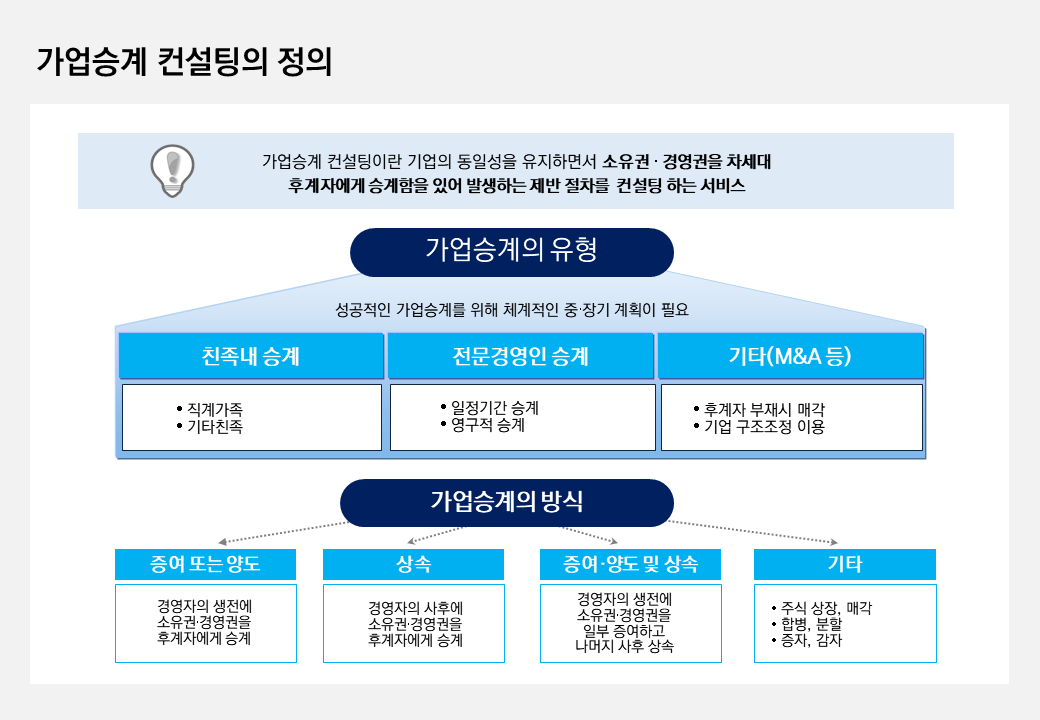 가업승계 컨설팅의 정의
가업승계 컨설팅이란 기업의 동일성을 유지하면서 소유권 · 경영권을 차세대
후계자에게 승계함을 있어 발생하는 제반 절차를 컨설팅 하는 서비스
가업승계의 유형
성공적인 가업승계를 위해 체계적인 중·장기 계획이 필요
친족내 승계
전문경영인 승계
기타(M&A 등)
• 직계가족
• 기타친족
• 일정기간 승계
• 영구적 승계
• 후계자 부재시 매각
• 기업 구조조정 이용
가업승계의 방식
증여 또는 양도
상속
증여·양도 및 상속
기타
경영자의 생전에
소유권·경영권을
후계자에게 승계
경영자의 사후에
소유권·경영권을
후계자에게 승계
경영자의 생전에
소유권·경영권을
일부 증여하고
나머지 사후 상속
• 주식 상장, 매각
• 합병, 분할
• 증자, 감자